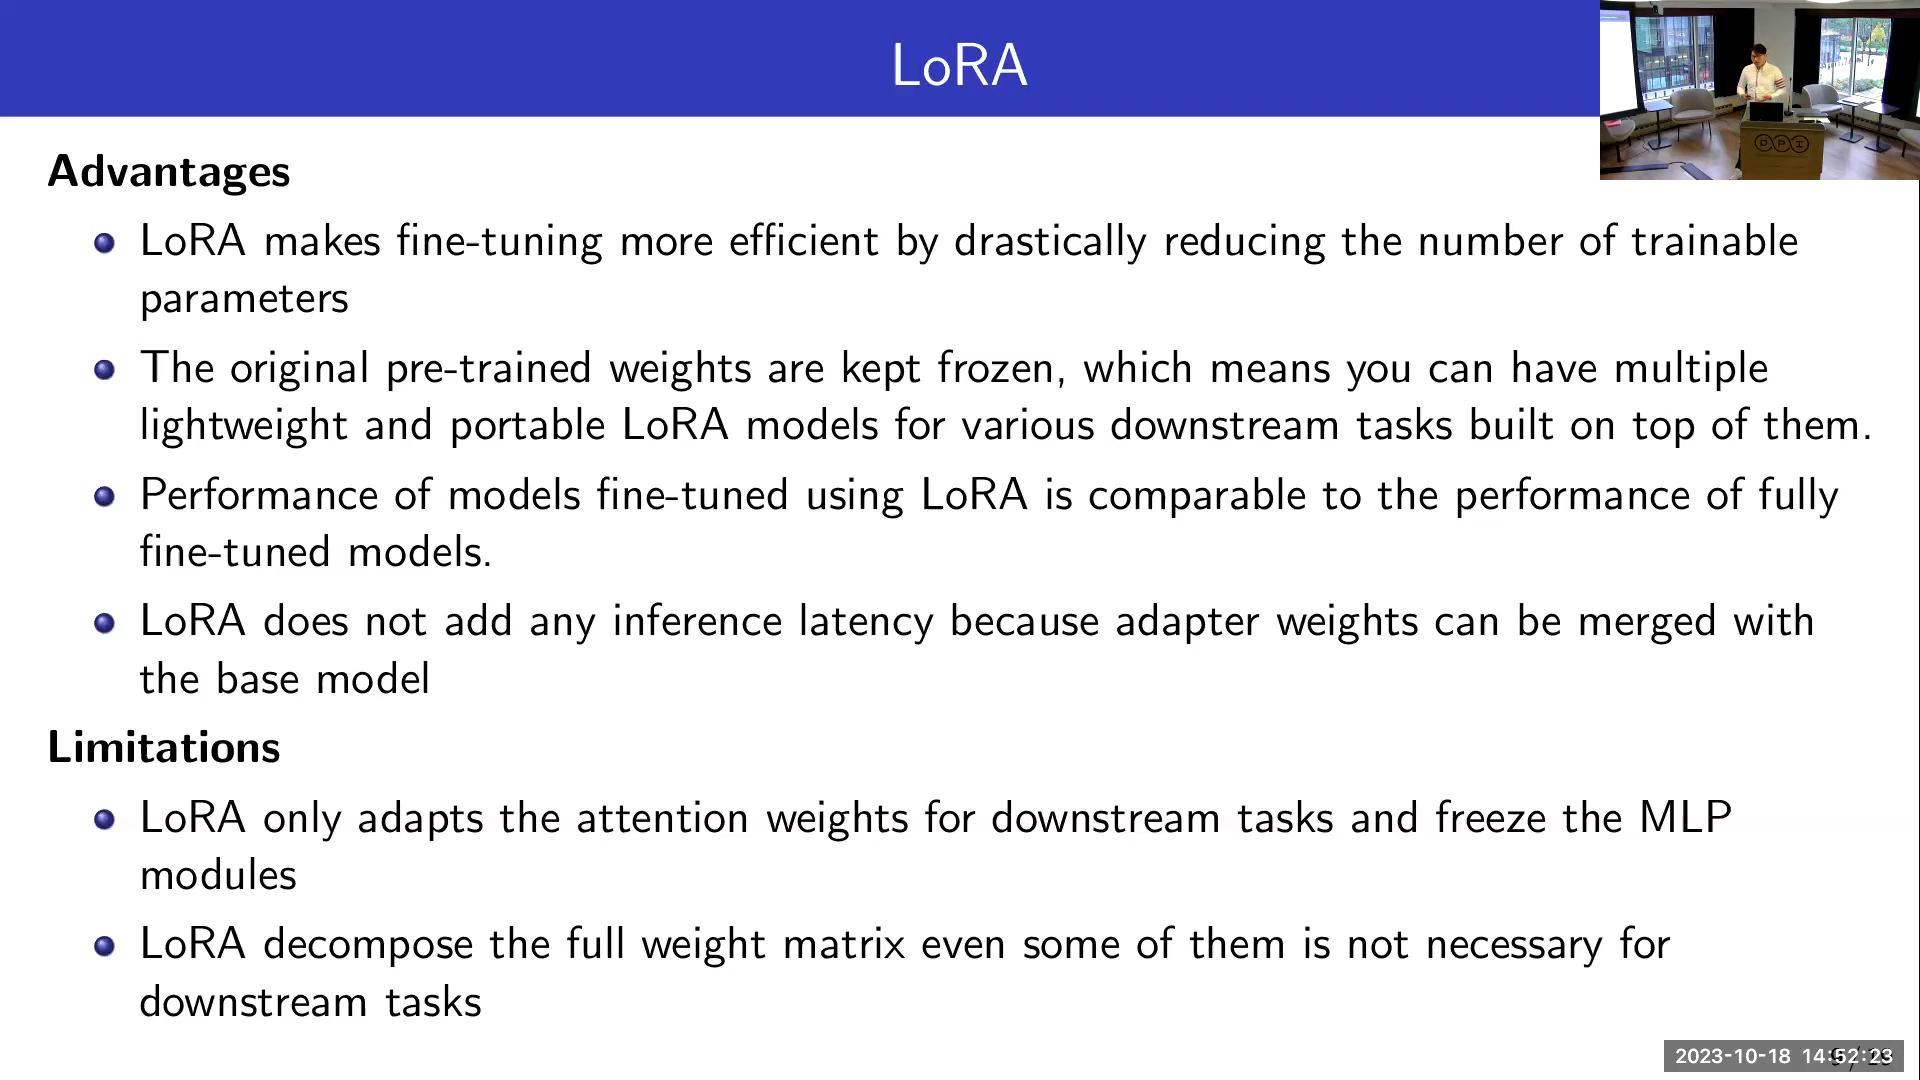 LoRA
Advantages
LoRA makes fine-tuning more efficient by drastically reducing the number of trainable
parameters
The original pre-trained weights are kept frozen, which means you can have multiple
lightweight and portable LoRA models for various downstream tasks built on top of them.
Performance of models fine-tuned using LoRA is comparable to the performance of fully
fine-tuned models.
LoRA does not add any inference latency because adapter weights can be merged with
the base model
Limitations
LoRA only adapts the attention weights for downstream tasks and freeze the MLP
modules
LoRA decompose the full weight matrix even some of them is not necessary for
downstream tasks
DPI
2023-10-18 14:52:23